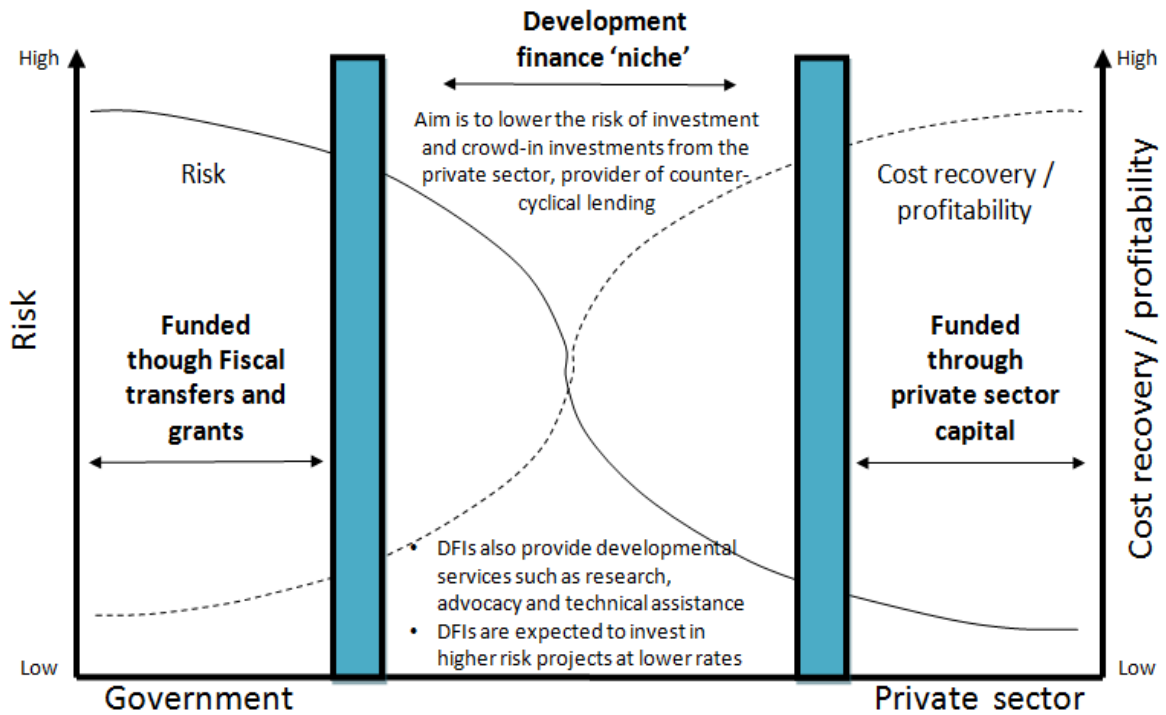 Development
finance ‘niche’
High
High
Aim is to lower the risk of investment
and crowd-in investments from the
private sector, provider of counter-
cyclical lending
Risk
Cost recovery /
profitability
Risk
Cost recovery / profitability
Funded
though Fiscal
transfers and
grants
Funded
through
private sector
capital
• DFIs also provide developmental
services such as research,
advocacy and technical assistance
• DFIs are expected to invest in
higher risk projects at lower rates
Low
Low
Government
Private sector